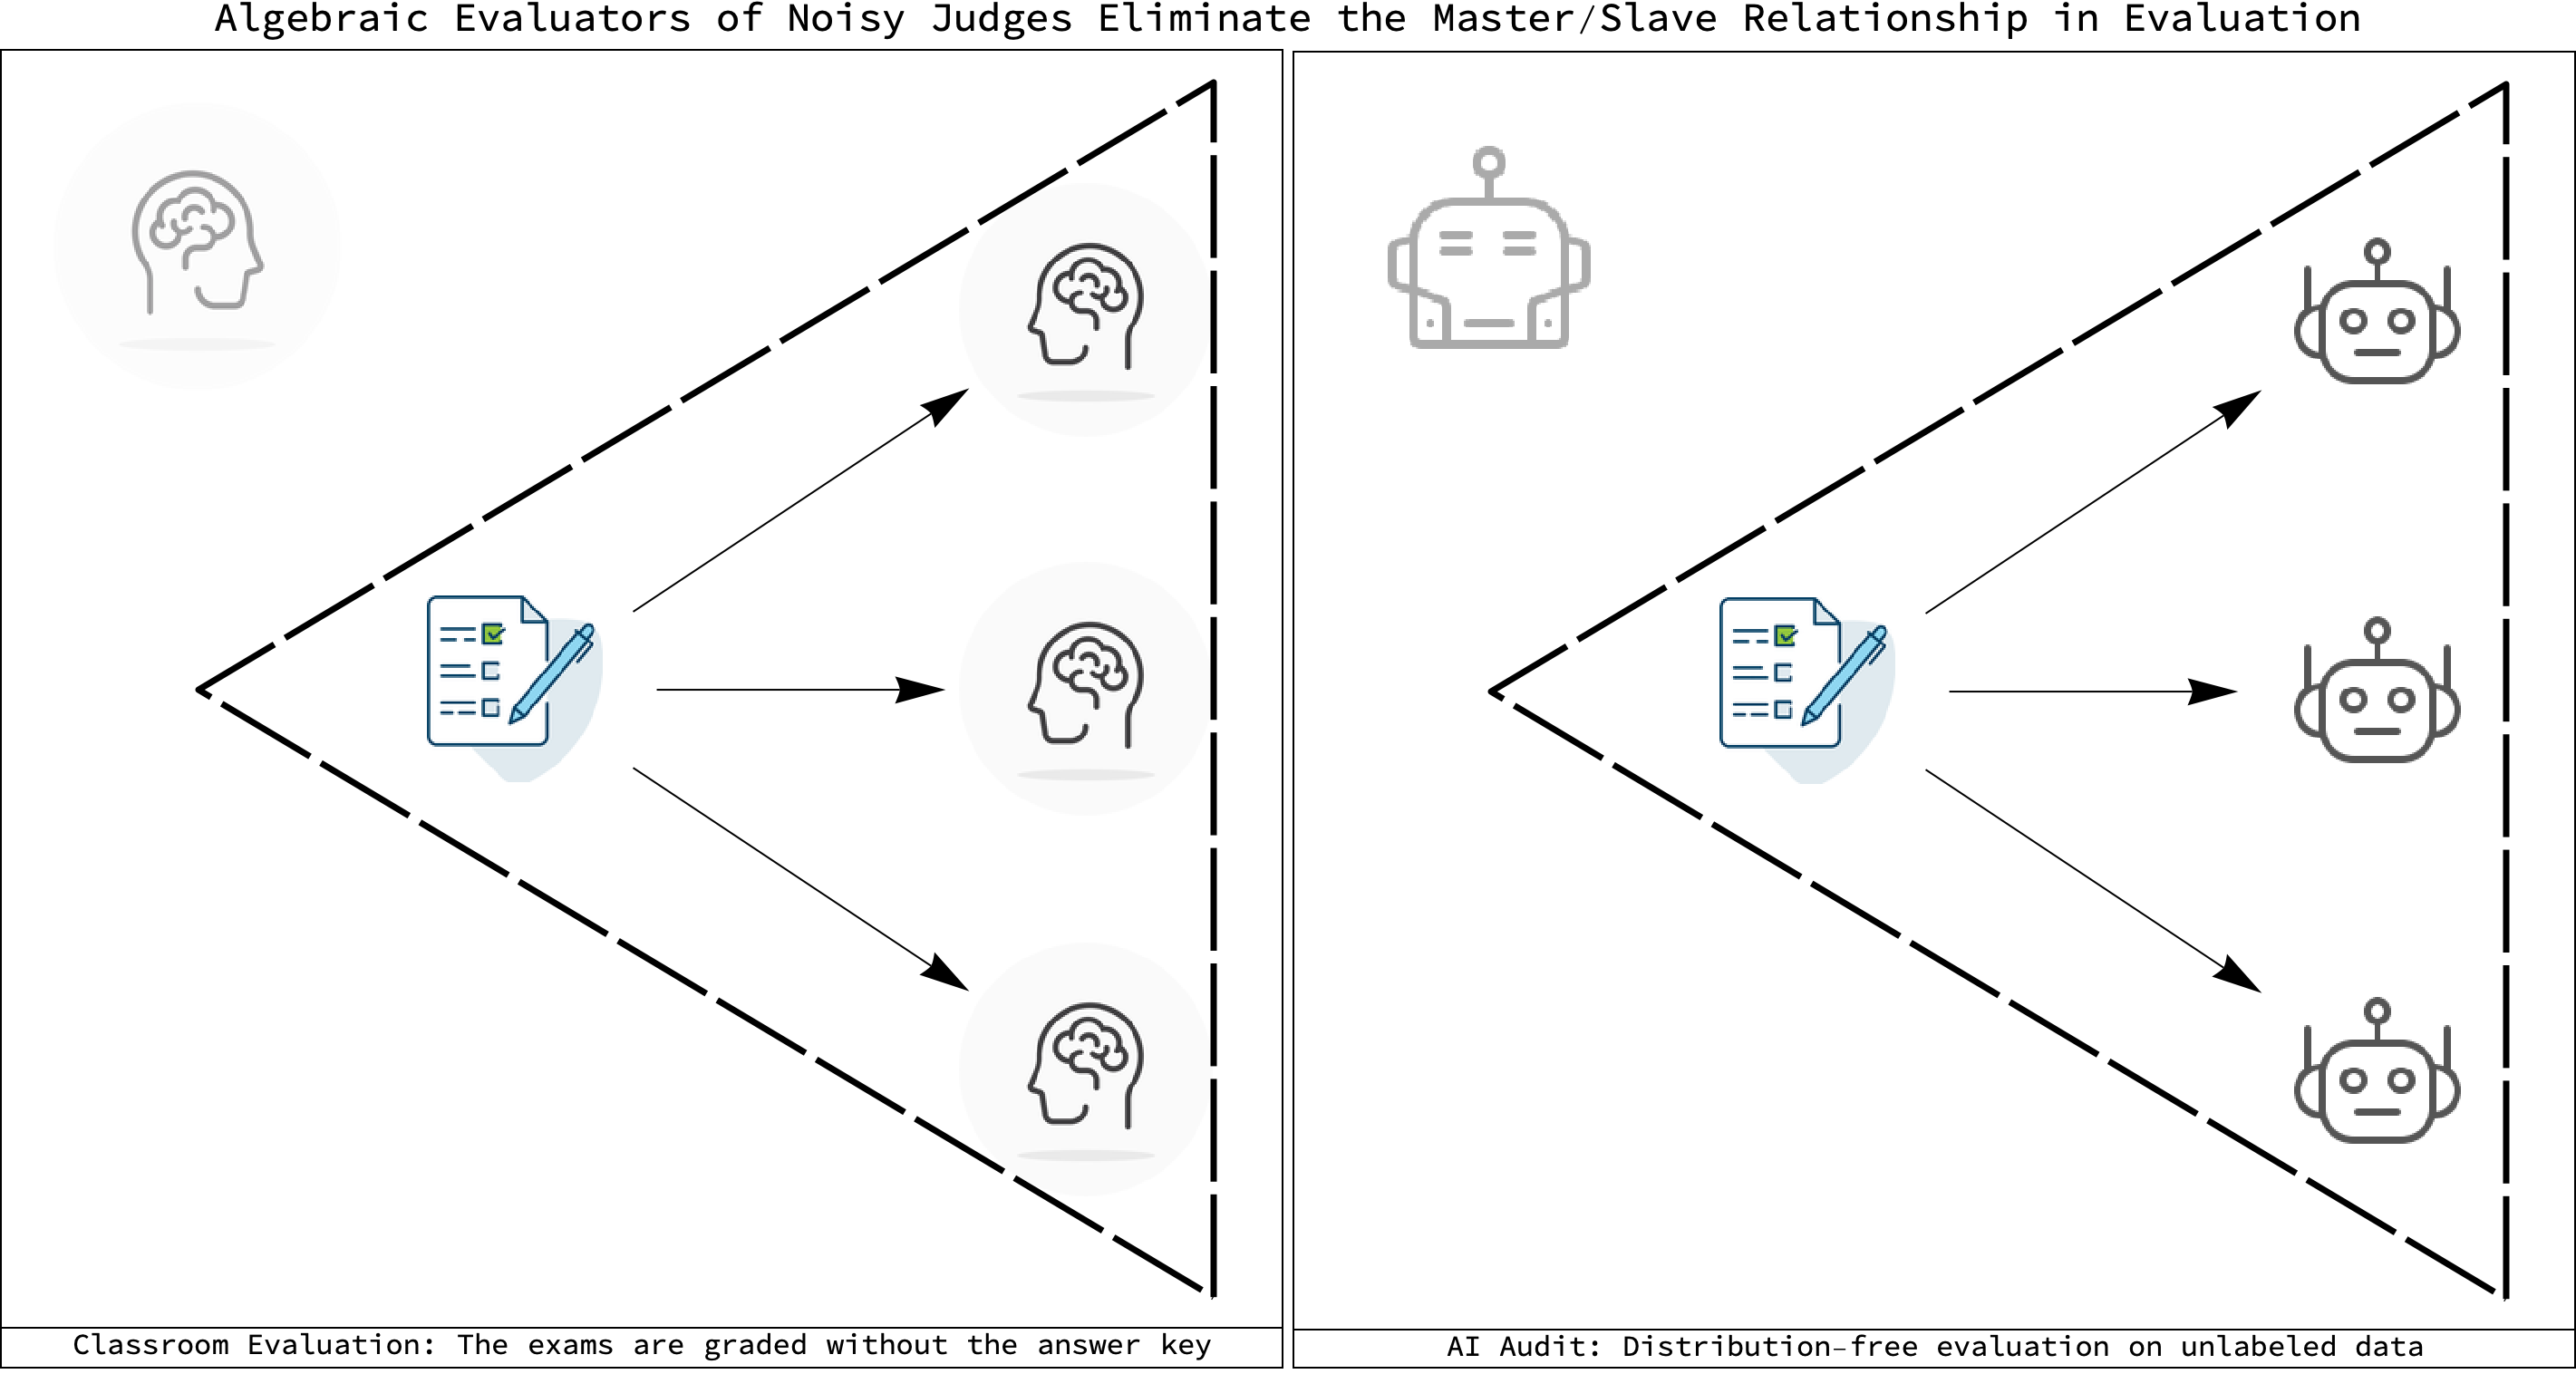 Algebraic Evaluators of Noisy Judges Eliminate the Master/Slave Relationship in Evaluation
Classroom Evaluation: The exams are graded without the answer key
AI Audit: Distribution-free evaluation on unlabeled data